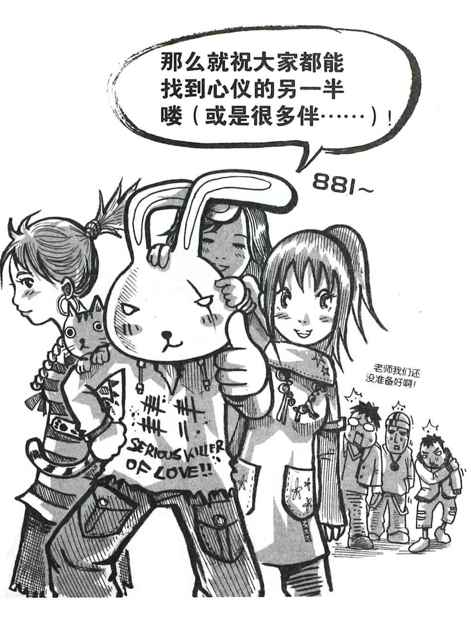 那么就祝大家都能
找到心仪的另一半
喽（或是很多伴……）！
881~
老师我们还
没准备好啊！
SERIOUS KILLER
OF LOVE!!